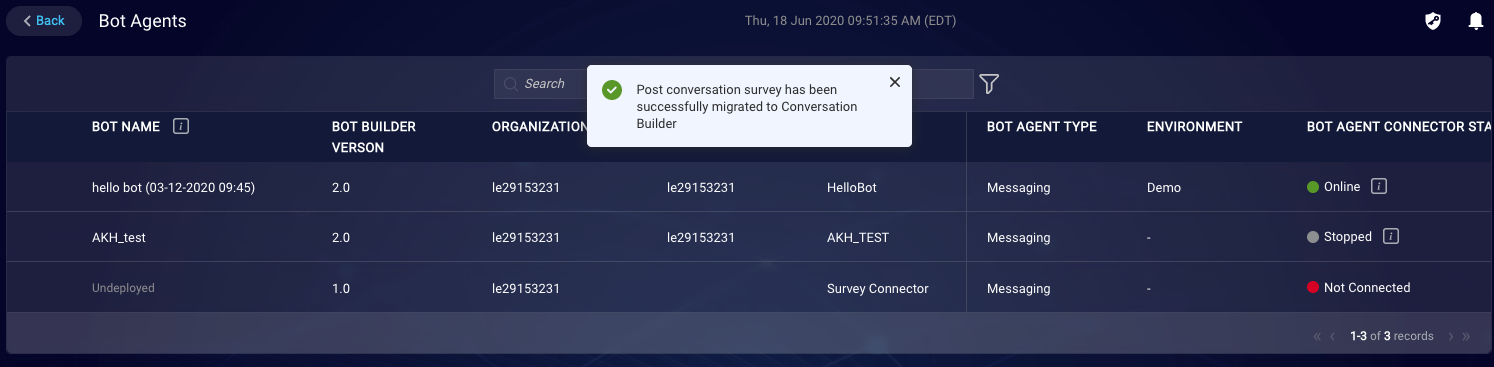 Back
Bot Agents
Thu, 18 Jun 2020 09:51:35 AM (EDT)
Search
Post conversation survey has been
successfully migrated to Conversation
Builder
BOT NAME
BOT BUILDER
VERSON
ORGANIZATION
BOT AGENT TYPE
ENVIRONMENT
BOT AGENT CONNECTOR STA
hello bot (03-12-2020 09:45) 2.0 le29153231 le29153231 HelloBot Messaging Demo Online
AKH_test 2.0 le29153231 le29153231 AKH_TEST Messaging - Stopped
Undeployed 1.0 le29153231 Survey Connector Messaging - Not Connected
« ‹ 1-3 of 3 records › »